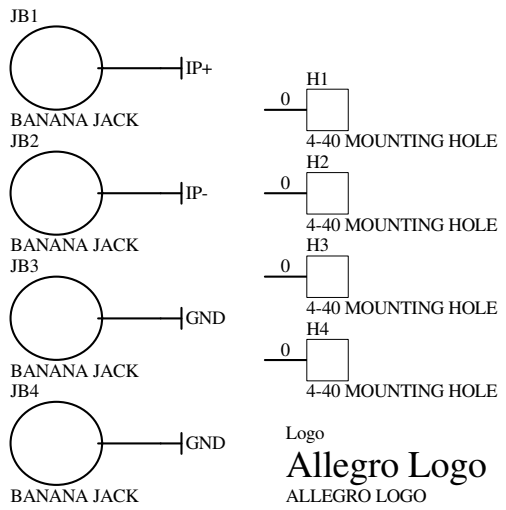 JB1
IP+
BANANA JACK
JB2
IP-
BANANA JACK
JB3
GND
BANANA JACK
JB4
GND
BANANA JACK
H1
0
4-40 MOUNTING HOLE
H2
0
4-40 MOUNTING HOLE
H3
0
4-40 MOUNTING HOLE
H4
0
4-40 MOUNTING HOLE
Logo
Allegro Logo
ALLEGRO LOGO